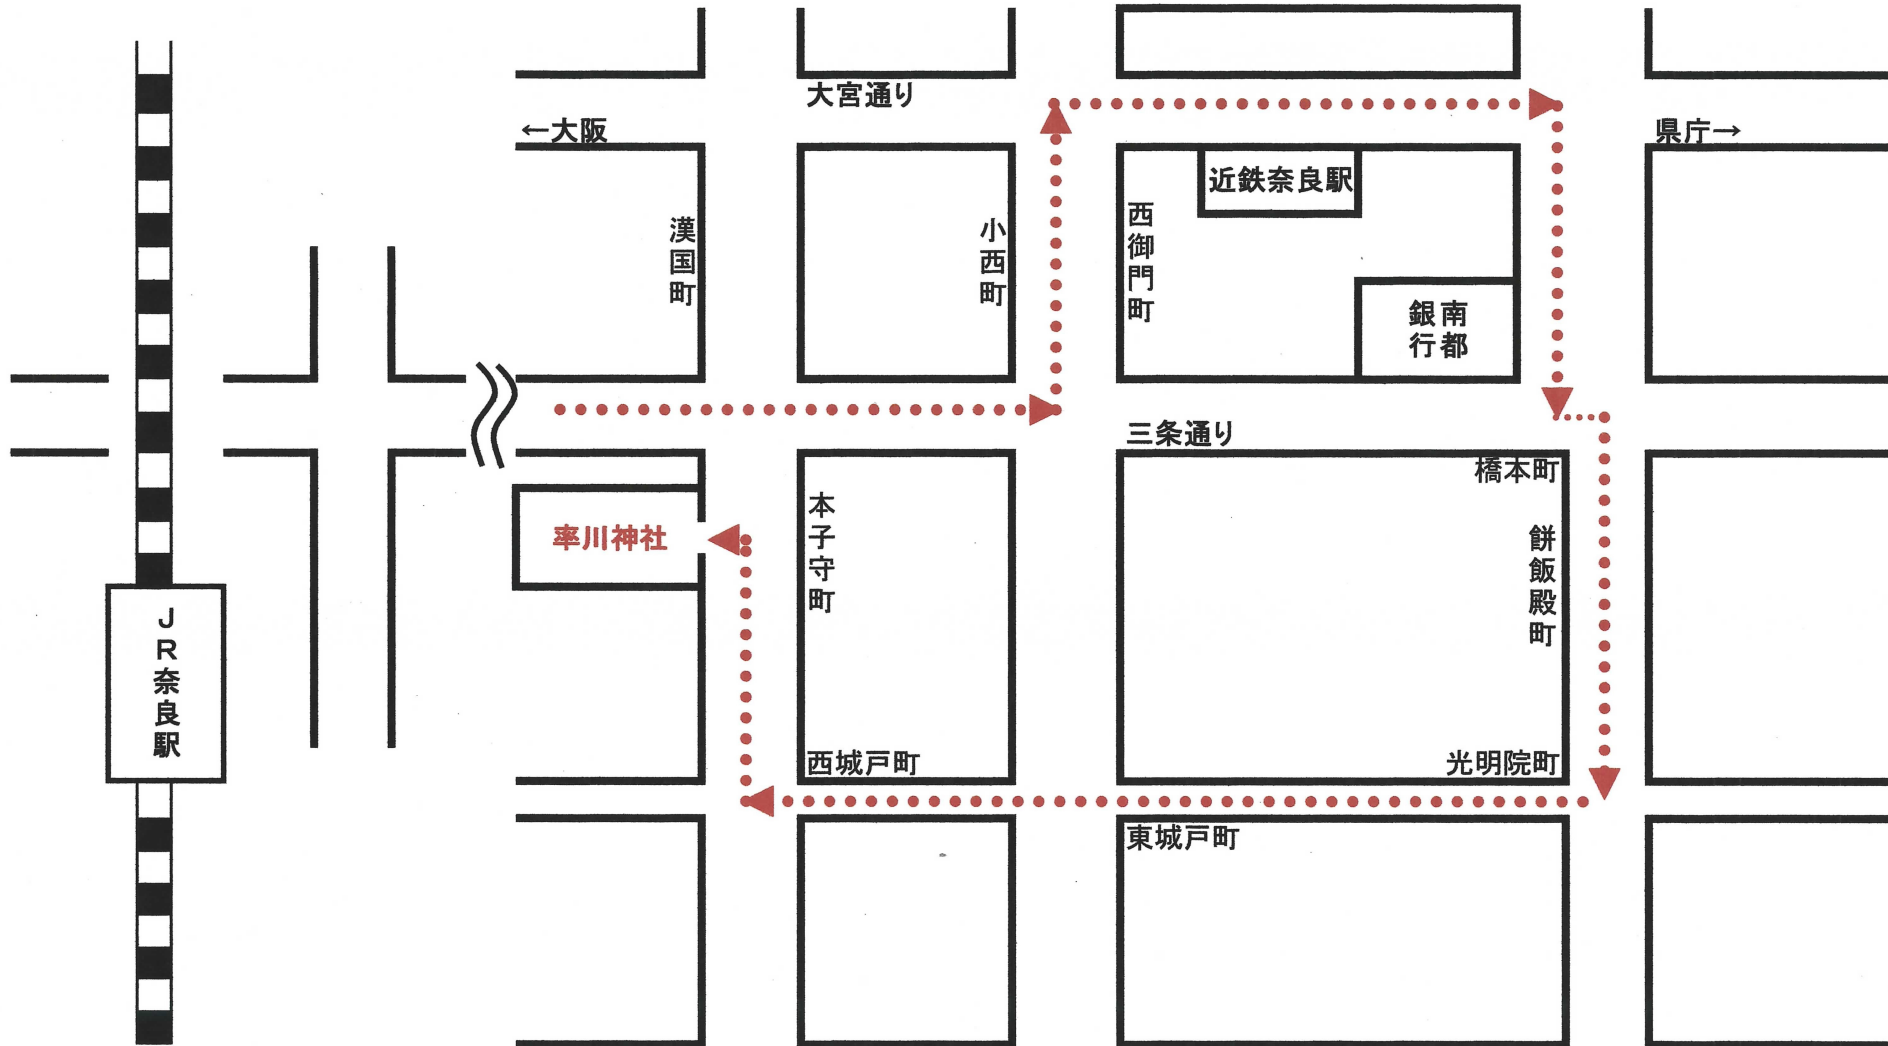 大宮通り
←大阪
県庁→
近鉄奈良駅
漢国町
小西町
西御門町
南都
銀行
三条通り
橋本町
本子守町
率川神社
餅飯殿町
JR奈良駅
西城戸町
光明院町
東城戸町